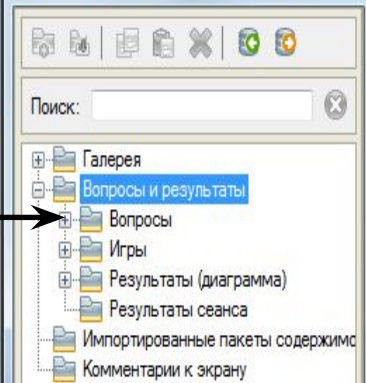 Поиск:
Галерея
Вопросы и результаты
Вопросы
Игры
Результаты (диаграмма)
Результаты сеанса
Импортированные пакеты содержимо
Комментарии к экрану